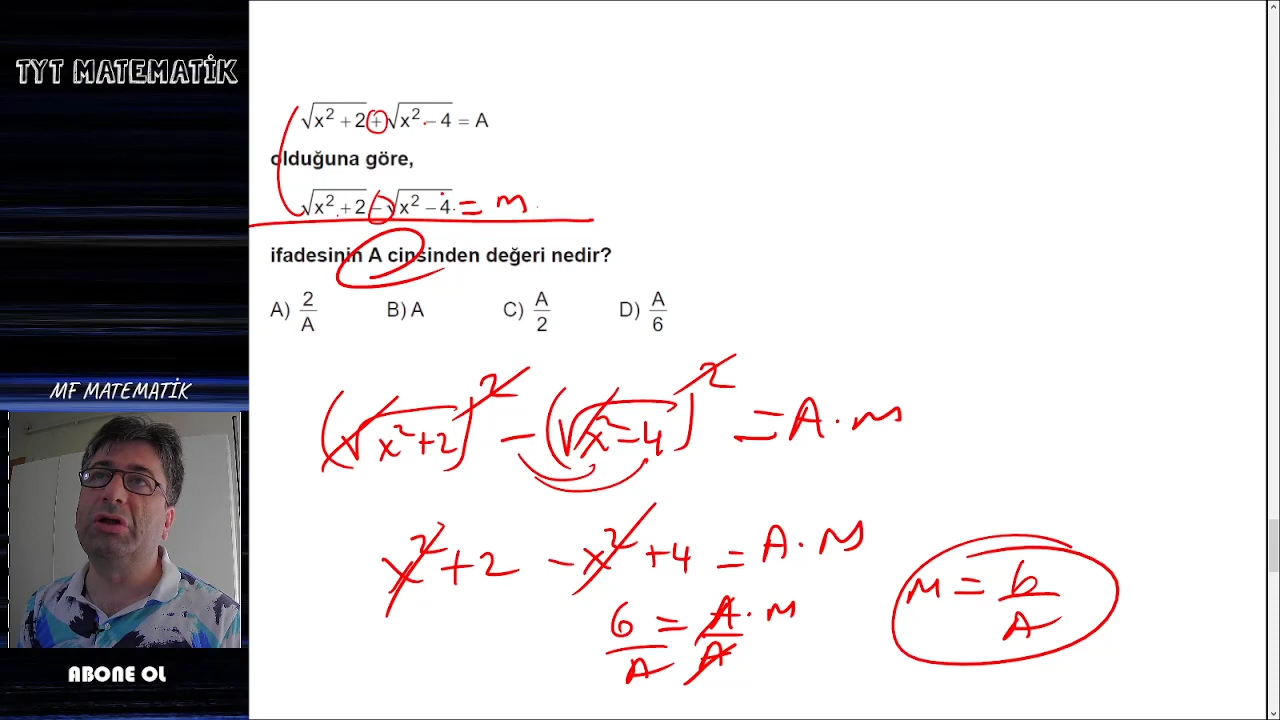 TYT MATEMATİK
√x² + 2 + √x² − 4 = A
olduğuna göre,
√x² + 2 − √x² − 4 = m
ifadesinin A cinsinden değeri nedir?
A) 2/A B) A C) A/2 D) A/6
(√x²+2)² − (√x²−4)² = A · m
x²+2 −x²+4 = A · m
6/A = A/A · m
m = 6/A
MF MATEMATİK
ABONE OL